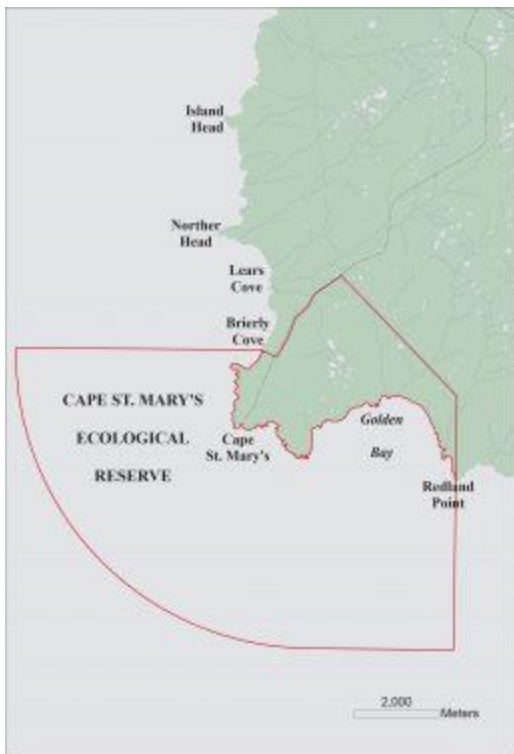 Island
Head
Norther
Head
Lears
Cove
Brierly
Cove
CAPE ST. MARY'S
ECOLOGICAL
RESERVE
Cape
St. Mary's
Golden
Bay
Redland
Point
2,000
Meters